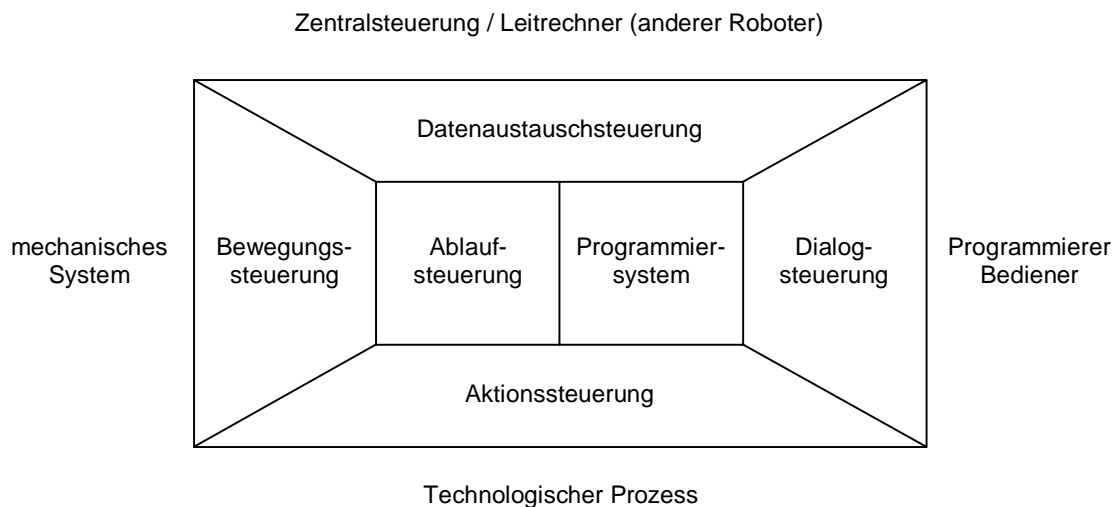 Zentralsteuerung / Leitrechner (anderer Roboter)
Datenaustauschsteuerung
mechanisches
System
Bewegungs-
steuerung
Ablauf-
steuerung
Programmier-
system
Dialog-
steuerung
Programmierer
Bediener
Aktionssteuerung
Technologischer Prozess